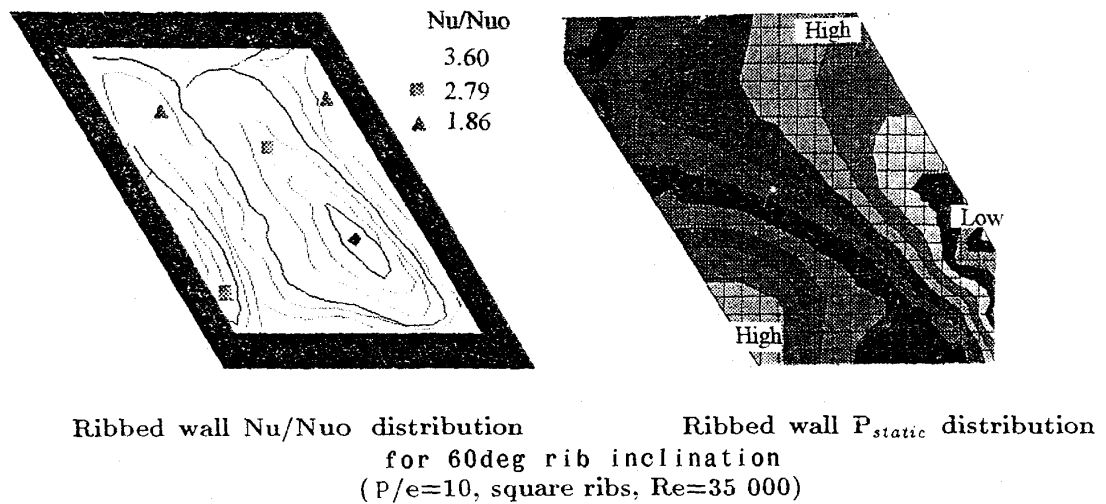 Nu/Nuo
3.60
2.79
1.86
High
Low
High
Ribbed wall Nu/Nuo distribution
Ribbed wall P_static distribution
for 60deg rib inclination
(P/e=10, square ribs, Re=35 000)